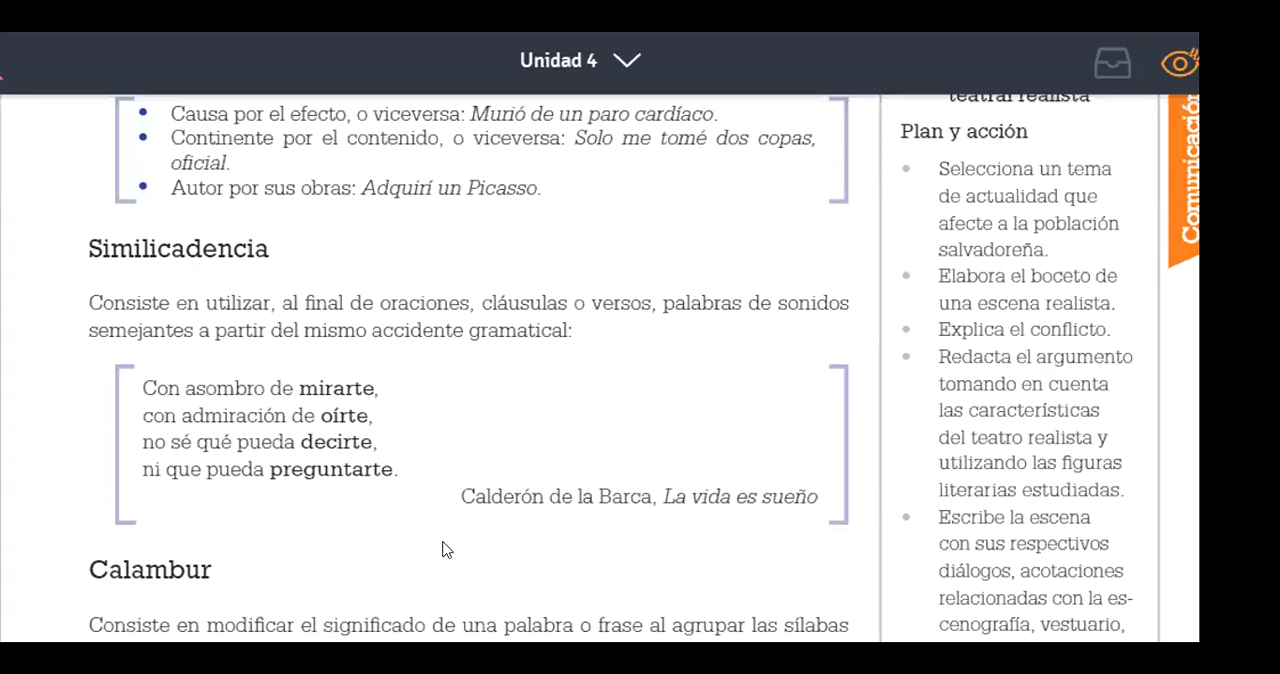 Unidad 4
Causa por el efecto, o viceversa: Murió de un paro cardíaco.
Continente por el contenido, o viceversa: Solo me tomé dos copas,
oficial.
Autor por sus obras: Adquirí un Picasso.
Similicadencia
Consiste en utilizar, al final de oraciones, cláusulas o versos, palabras de sonidos
semejantes a partir del mismo accidente gramatical:
Con asombro de mirarte,
con admiración de oírte,
no sé qué pueda decirte,
ni que pueda preguntarte.
Calderón de la Barca, La vida es sueño
Calambur
Consiste en modificar el significado de una palabra o frase al agrupar las sílabas
teatral realista
Plan y acción
Selecciona un tema
de actualidad que
afecte a la población
salvadoreña.
Elabora el boceto de
una escena realista.
Explica el conflicto.
Redacta el argumento
tomando en cuenta
las características
del teatro realista y
utilizando las figuras
literarias estudiadas.
Escribe la escena
con sus respectivos
diálogos, acotaciones
relacionadas con la es-
cenografía, vestuario,
Comunicación